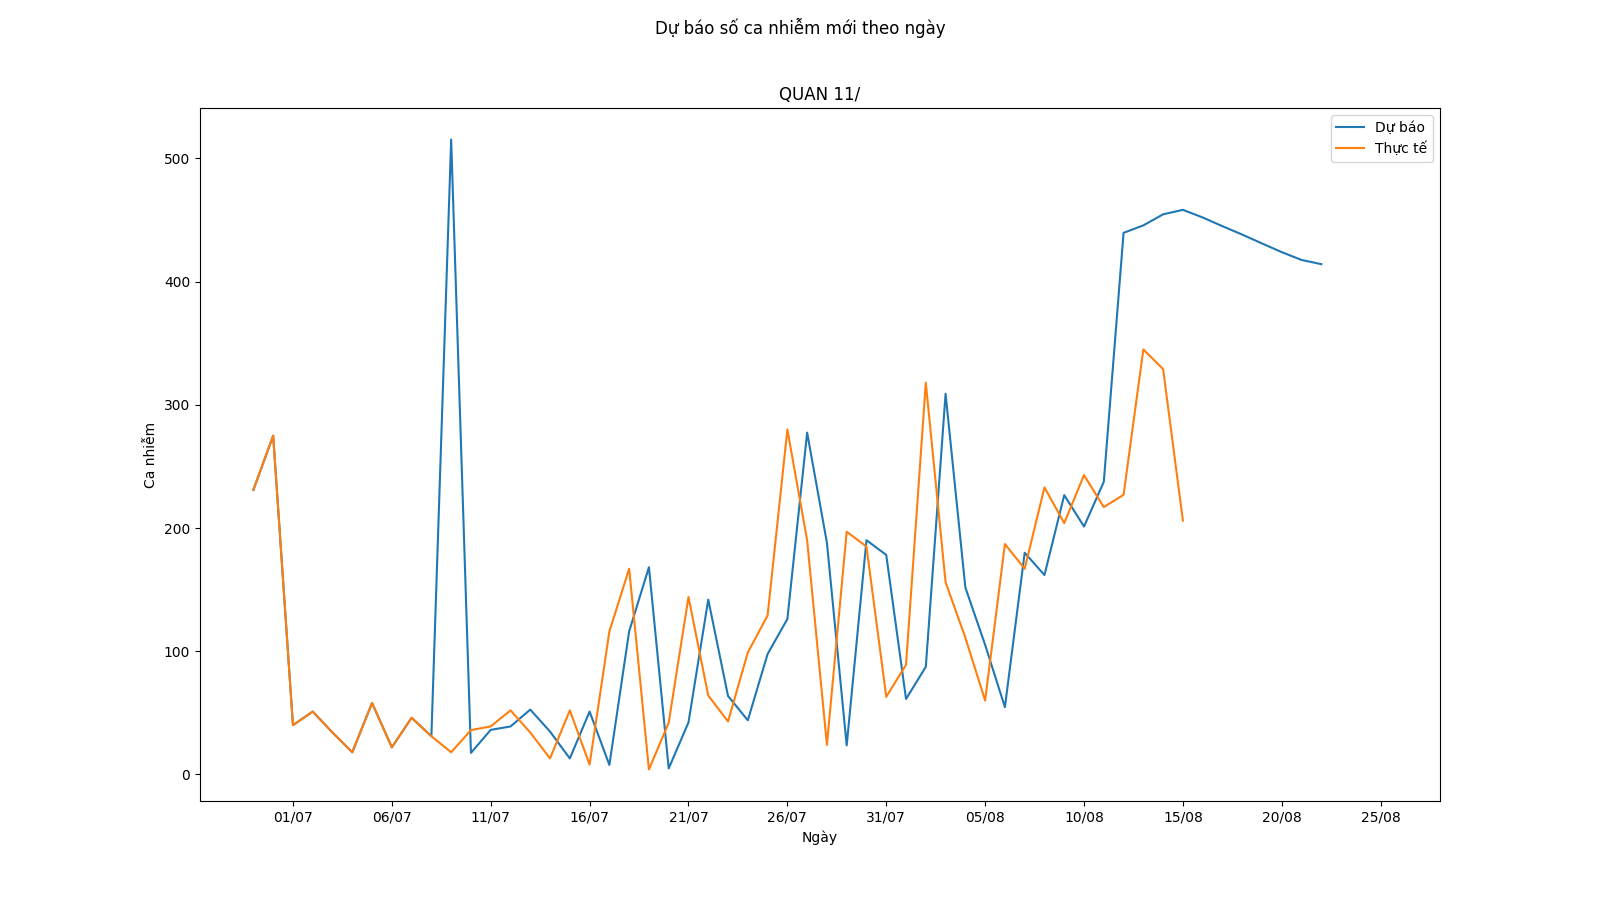 Dự báo số ca nhiễm mới theo ngày
QUAN 11/
Dự báo
Thực tế
500
400
300
200
100
0
Ca nhiễm
01/07 06/07 11/07 16/07 21/07 26/07 31/07 05/08 10/08 15/08 20/08 25/08
Ngày